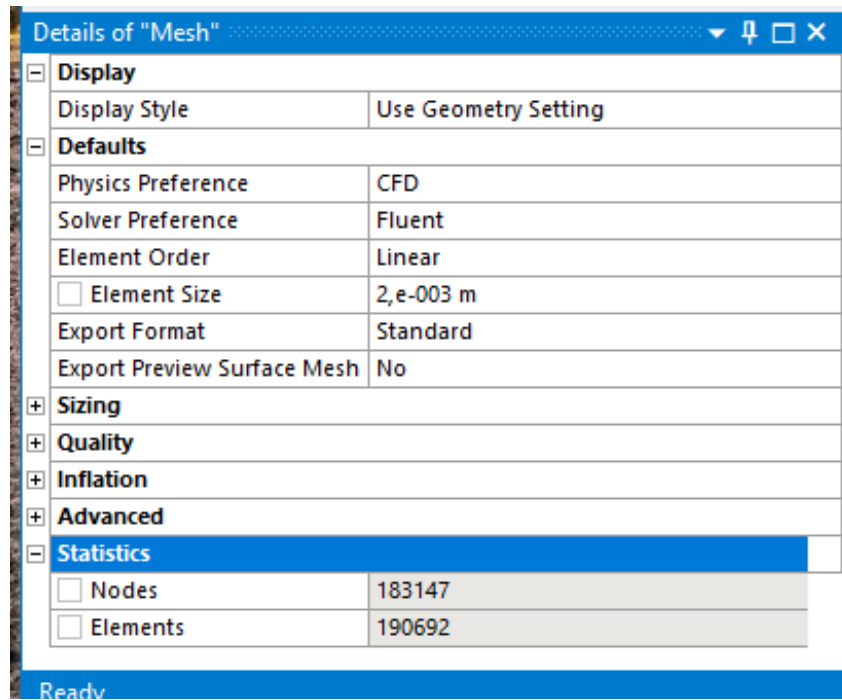 Details of "Mesh"
Display
Display Style Use Geometry Setting
Defaults
Physics Preference CFD
Solver Preference Fluent
Element Order Linear
Element Size 2,e-003 m
Export Format Standard
Export Preview Surface Mesh No
Sizing
Quality
Inflation
Advanced
Statistics
Nodes 183147
Elements 190692
Ready